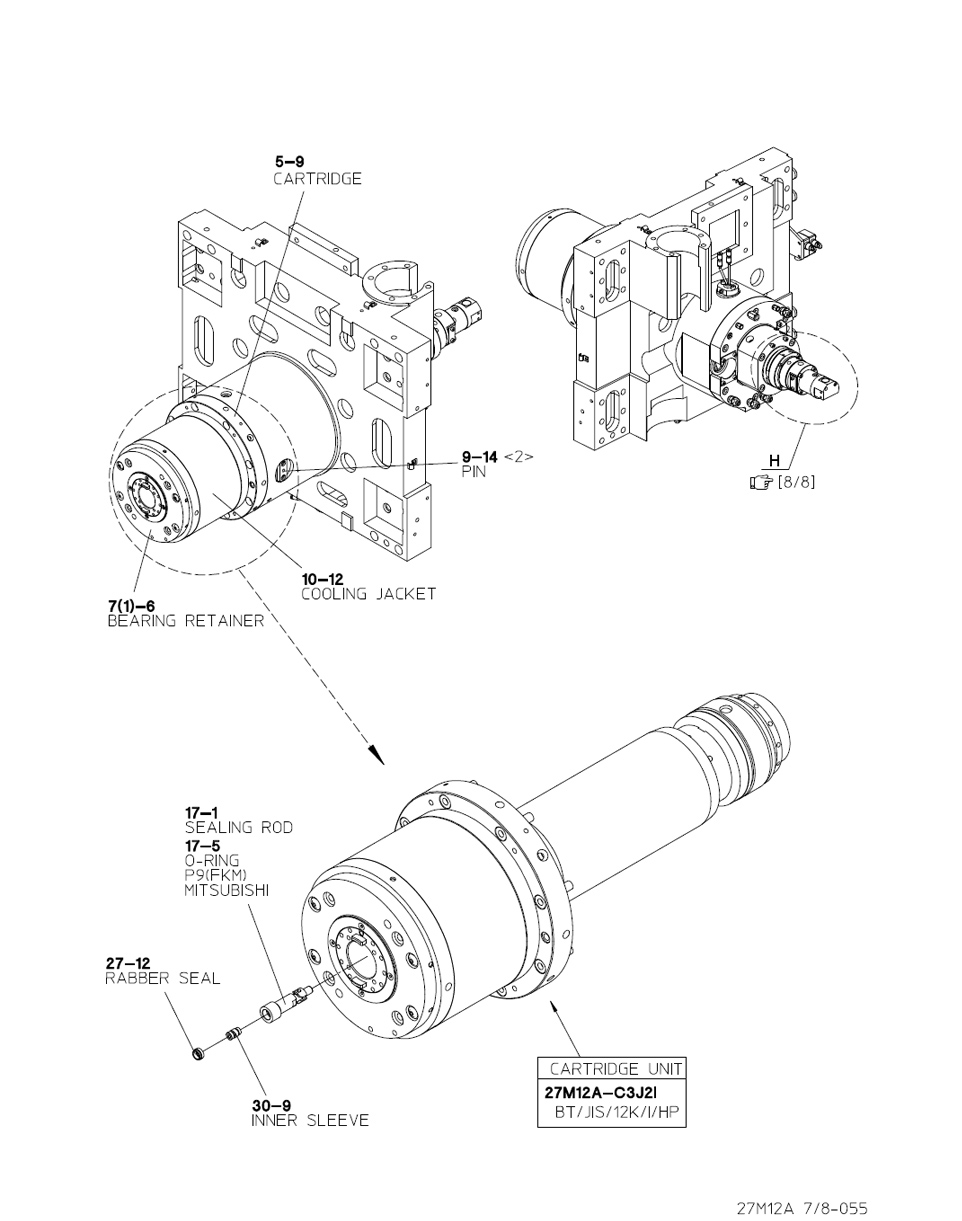 5-9
CARTRIDGE
9-14 <2>
PIN
H
[8/8]
10-12
COOLING JACKET
7(1)-6
BEARING RETAINER
17-1
SEALING ROD
17-5
O-RING
P9(FKM)
MITSUBISHI
27-12
RABBER SEAL
30-9
INNER SLEEVE
CARTRIDGE UNIT
27M12A-C3J2I
BT/JIS/12K/I/HP
27M12A 7/8-055